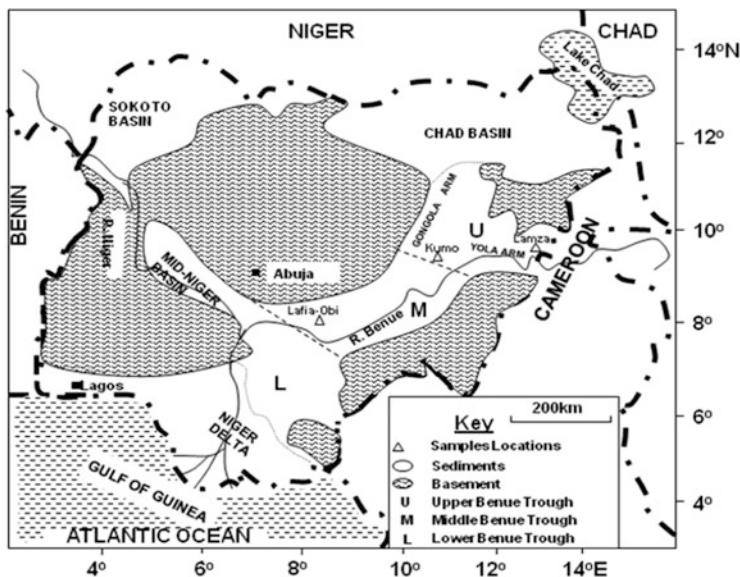 NIGER
CHAD
14°N
Lake Chad
SOKOTO
BASIN
CHAD BASIN
12°
BENIN
R. Niger
GONGOLA ARM
U
10°
Kumo
YOLA ARM
Lamza
CAMEROON
MID-NIGER
BASIN
Abuja
Lafia-Obi
R. Benue
M
8°
Lagos
L
NIGER
DELTA
6°
GULF OF GUINEA
4°
ATLANTIC OCEAN
Key
200km
Samples Locations
Sediments
Basement
U Upper Benue Trough
M Middle Benue Trough
L Lower Benue Trough
4° 6° 8° 10° 12° 14°E